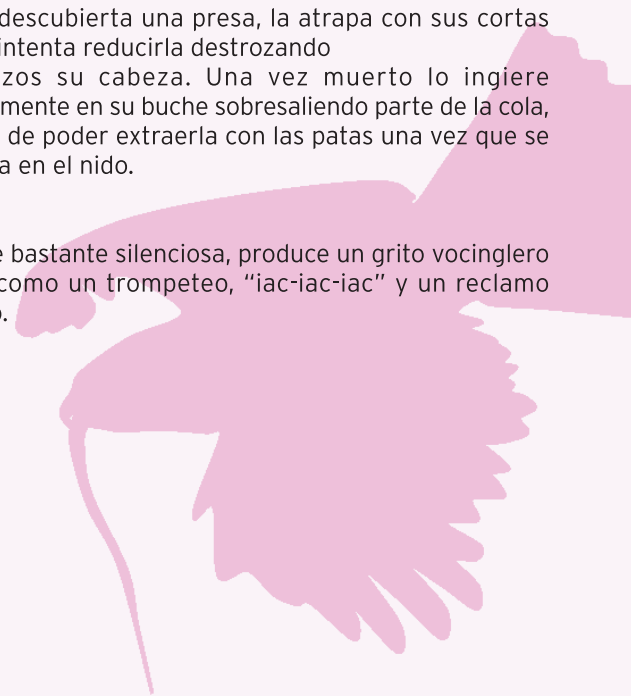 descubierta una presa, la atrapa con sus cortas
intenta reducirla destrozando
zos su cabeza. Una vez muerto lo ingiere
mente en su buche sobresaliendo parte de la cola,
de poder extraerla con las patas una vez que se
a en el nido.
e bastante silenciosa, produce un grito vocinglero
como un trompeteo, “iac-iac-iac” y un reclamo
o.